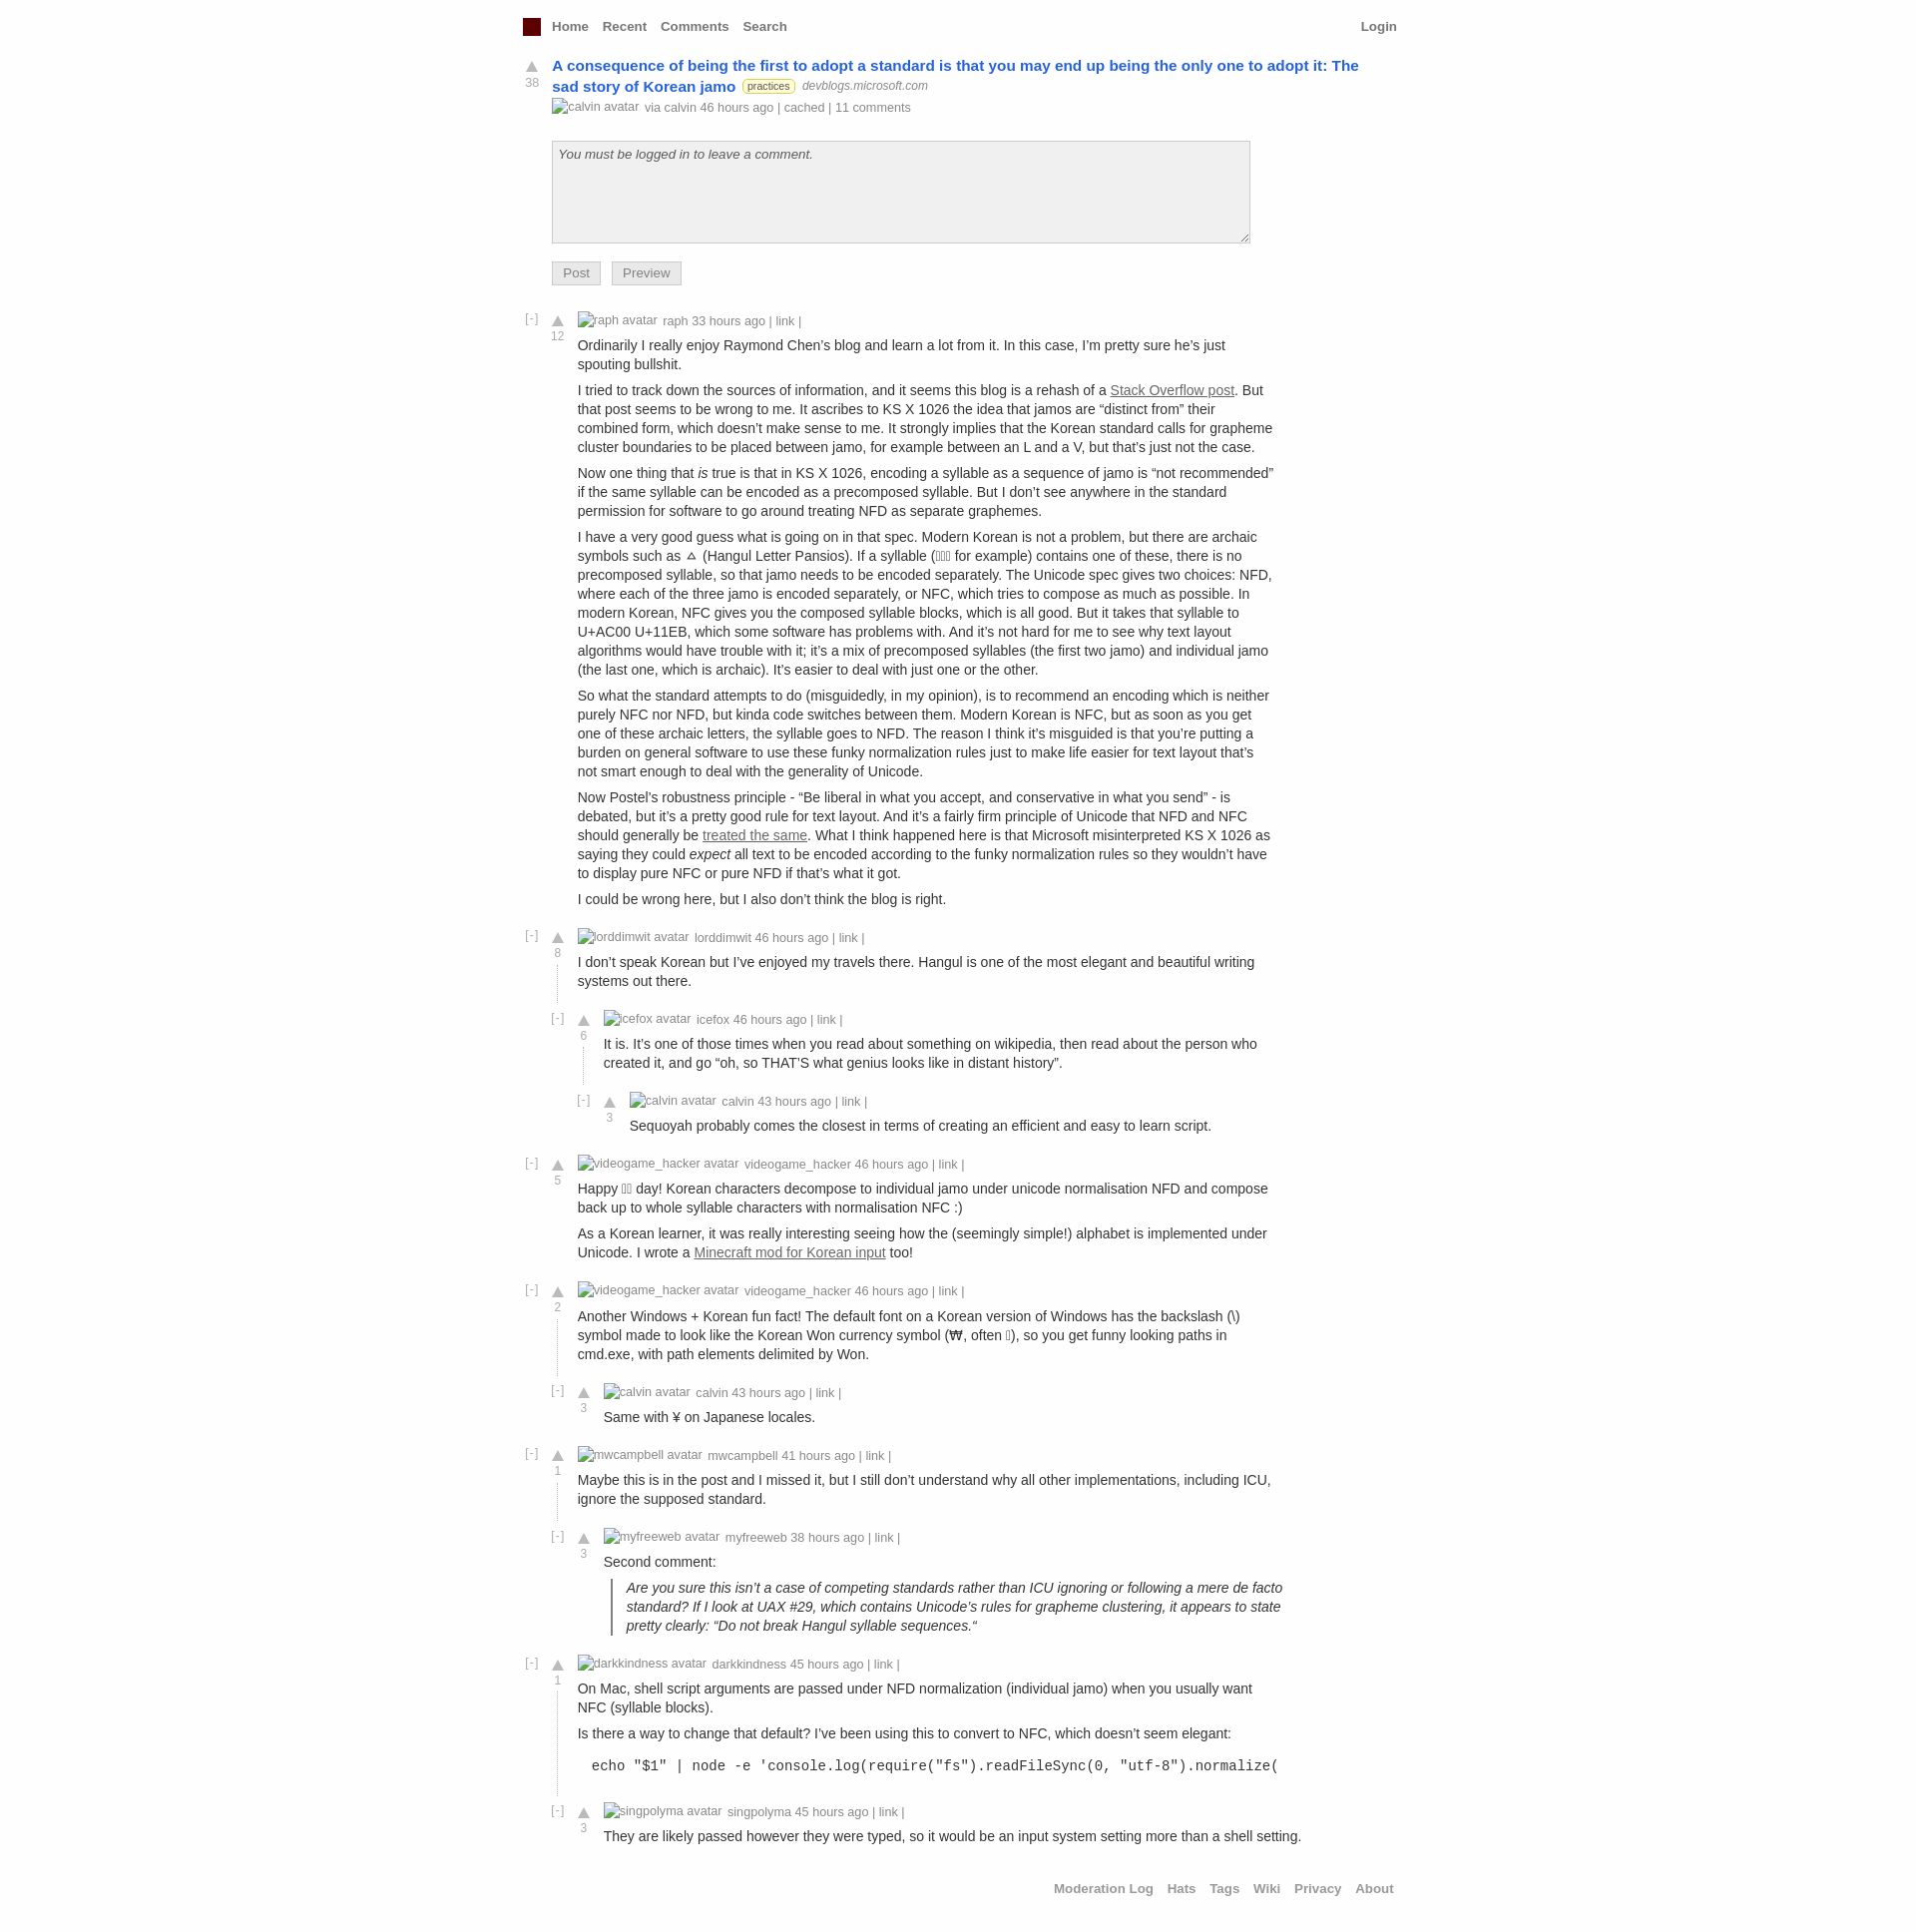 Home Recent Comments Search Login
A consequence of being the first to adopt a standard is that you may end up being the only one to adopt it: The
38
sad story of Korean jamo practices devblogs.microsoft.com
calvin avatar via calvin 46 hours ago | cached | 11 comments
You must be logged in to leave a comment.
Post Preview
[-] raph avatar raph 33 hours ago | link |
12
Ordinarily I really enjoy Raymond Chen’s blog and learn a lot from it. In this case, I’m pretty sure he’s just
spouting bullshit.
I tried to track down the sources of information, and it seems this blog is a rehash of a Stack Overflow post. But
that post seems to be wrong to me. It ascribes to KS X 1026 the idea that jamos are “distinct from” their
combined form, which doesn’t make sense to me. It strongly implies that the Korean standard calls for grapheme
cluster boundaries to be placed between jamo, for example between an L and a V, but that’s just not the case.
Now one thing that is true is that in KS X 1026, encoding a syllable as a sequence of jamo is “not recommended”
if the same syllable can be encoded as a precomposed syllable. But I don’t see anywhere in the standard
permission for software to go around treating NFD as separate graphemes.
I have a very good guess what is going on in that spec. Modern Korean is not a problem, but there are archaic
symbols such as ㅿ (Hangul Letter Pansios). If a syllable ( for example) contains one of these, there is no
precomposed syllable, so that jamo needs to be encoded separately. The Unicode spec gives two choices: NFD,
where each of the three jamo is encoded separately, or NFC, which tries to compose as much as possible. In
modern Korean, NFC gives you the composed syllable blocks, which is all good. But it takes that syllable to
U+AC00 U+11EB, which some software has problems with. And it’s not hard for me to see why text layout
algorithms would have trouble with it; it’s a mix of precomposed syllables (the first two jamo) and individual jamo
(the last one, which is archaic). It’s easier to deal with just one or the other.
So what the standard attempts to do (misguidedly, in my opinion), is to recommend an encoding which is neither
purely NFC nor NFD, but kinda code switches between them. Modern Korean is NFC, but as soon as you get
one of these archaic letters, the syllable goes to NFD. The reason I think it’s misguided is that you’re putting a
burden on general software to use these funky normalization rules just to make life easier for text layout that’s
not smart enough to deal with the generality of Unicode.
Now Postel’s robustness principle - “Be liberal in what you accept, and conservative in what you send” - is
debated, but it’s a pretty good rule for text layout. And it’s a fairly firm principle of Unicode that NFD and NFC
should generally be treated the same. What I think happened here is that Microsoft misinterpreted KS X 1026 as
saying they could expect all text to be encoded according to the funky normalization rules so they wouldn’t have
to display pure NFC or pure NFD if that’s what it got.
I could be wrong here, but I also don’t think the blog is right.
[-] lorddimwit avatar lorddimwit 46 hours ago | link |
8
I don’t speak Korean but I’ve enjoyed my travels there. Hangul is one of the most elegant and beautiful writing
systems out there.
[-] icefox avatar icefox 46 hours ago | link |
6
It is. It’s one of those times when you read about something on wikipedia, then read about the person who
created it, and go “oh, so THAT’S what genius looks like in distant history”.
[-] calvin avatar calvin 43 hours ago | link |
3
Sequoyah probably comes the closest in terms of creating an efficient and easy to learn script.
[-] videogame_hacker avatar videogame_hacker 46 hours ago | link |
5
Happy day! Korean characters decompose to individual jamo under unicode normalisation NFD and compose
back up to whole syllable characters with normalisation NFC :)
As a Korean learner, it was really interesting seeing how the (seemingly simple!) alphabet is implemented under
Unicode. I wrote a Minecraft mod for Korean input too!
[-] videogame_hacker avatar videogame_hacker 46 hours ago | link |
2
Another Windows + Korean fun fact! The default font on a Korean version of Windows has the backslash (\)
symbol made to look like the Korean Won currency symbol (₩, often ), so you get funny looking paths in
cmd.exe, with path elements delimited by Won.
[-] calvin avatar calvin 43 hours ago | link |
3
Same with ¥ on Japanese locales.
[-] mwcampbell avatar mwcampbell 41 hours ago | link |
1
Maybe this is in the post and I missed it, but I still don’t understand why all other implementations, including ICU,
ignore the supposed standard.
[-] myfreeweb avatar myfreeweb 38 hours ago | link |
3
Second comment:
Are you sure this isn’t a case of competing standards rather than ICU ignoring or following a mere de facto
standard? If I look at UAX #29, which contains Unicode’s rules for grapheme clustering, it appears to state
pretty clearly: “Do not break Hangul syllable sequences.“
[-] darkkindness avatar darkkindness 45 hours ago | link |
1
On Mac, shell script arguments are passed under NFD normalization (individual jamo) when you usually want
NFC (syllable blocks).
Is there a way to change that default? I’ve been using this to convert to NFC, which doesn’t seem elegant:
echo "$1" | node -e 'console.log(require("fs").readFileSync(0, "utf-8").normalize(
[-] singpolyma avatar singpolyma 45 hours ago | link |
3
They are likely passed however they were typed, so it would be an input system setting more than a shell setting.
Moderation Log Hats Tags Wiki Privacy About